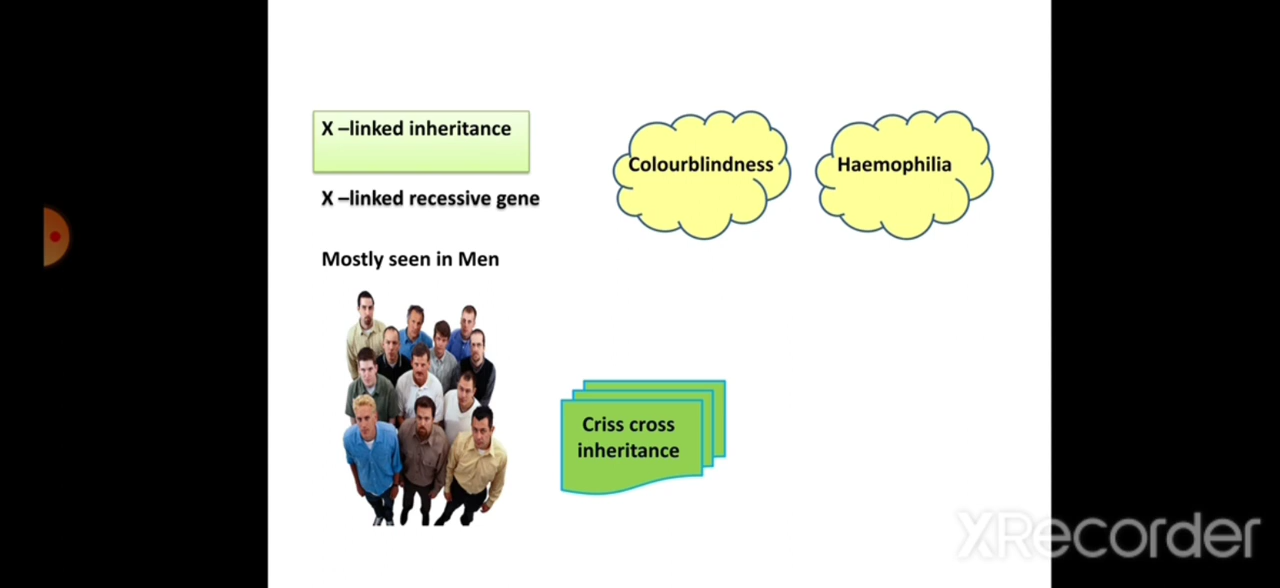 X –linked inheritance
Colourblindness
Haemophilia
X –linked recessive gene
Mostly seen in Men
Criss cross
inheritance
XRecorder